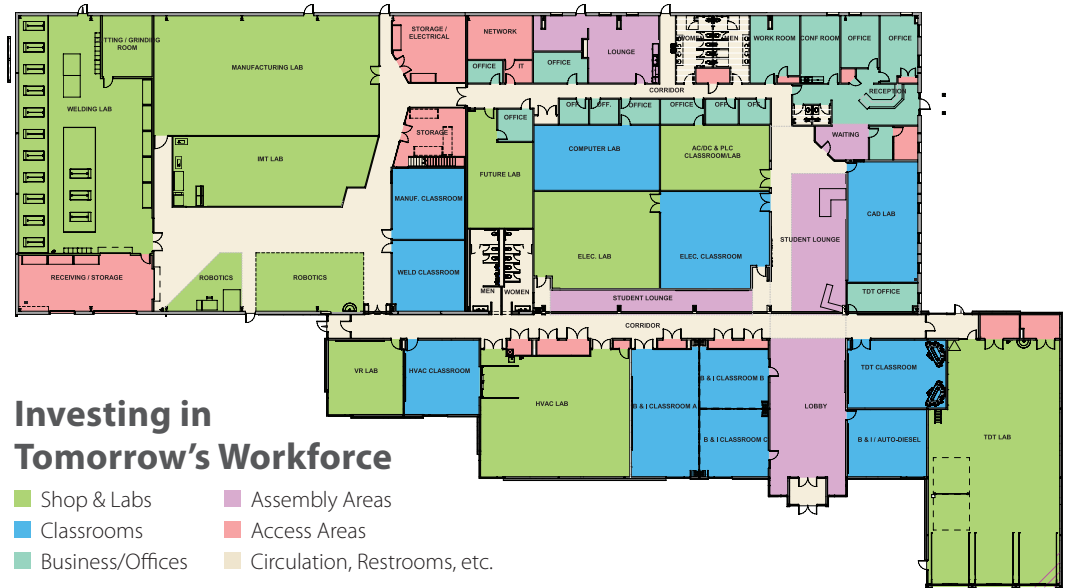 STORAGE /
ELECTRICAL
NETWORK
WOMEN
MEN
WORK ROOM
CONF ROOM
OFFICE
OFFICE
TTING / GRINDING
ROOM
LOUNGE
MANUFACTURING LAB
OFFICE
IT
OFFICE
CORRIDOR
RECEPTION
WELDING LAB
OFF.
OFF.
OFFICE
OFFICE
OFF.
OFF.
OFFICE
STORAGE
WAITING
COMPUTER LAB
AC/DC & PLC
CLASSROOM/LAB
IMT LAB
FUTURE LAB
MANUF. CLASSROOM
CAD LAB
STUDENT LOUNGE
ELEC. LAB
ELEC. CLASSROOM
RECEIVING / STORAGE
ROBOTICS
ROBOTICS
WELD CLASSROOM
MEN
WOMEN
TDT OFFICE
STUDENT LOUNGE
CORRIDOR
VR LAB
HVAC CLASSROOM
TDT CLASSROOM
B & I CLASSROOM B
HVAC LAB
B & I CLASSROOM A
LOBBY
B & I CLASSROOM C
B & I / AUTO-DIESEL
TDT LAB
Investing in
Tomorrow's Workforce
Shop & Labs
Classrooms
Business/Offices
Assembly Areas
Access Areas
Circulation, Restrooms, etc.